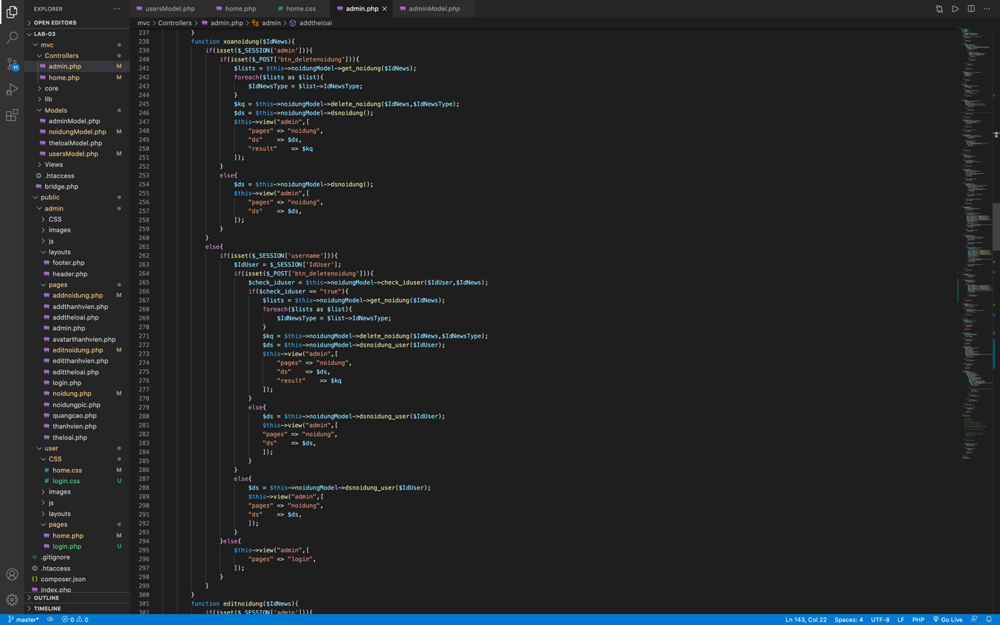 EXPLORER ···
usersModel.php home.php # home.css admin.php × adminModel.php ···
OPEN EDITORS
mvc > Controllers > admin.php > admin > addtheloai
LAB-03
mvc
Controllers
admin.php M
home.php M
core
lib
Models
adminModel.php
noidungModel.php M
theloaiModel.php
usersModel.php M
Views
.htaccess
bridge.php
public
admin
CSS
images
js
layouts
footer.php
header.php
pages
addnoidung.php M
addthanhvien.php
addtheloai.php
admin.php
avatarthanhvien.php
editnoidung.php M
editthanhvien.php
edittheloai.php
login.php
noidung.php M
noidungpic.php
quangcao.php
thanhvien.php
theloai.php
user
CSS
# home.css M
# login.css U
images
js
layouts
pages
home.php M
login.php U
.gitignore
.htaccess
{} composer.json
index.php
OUTLINE
TIMELINE
11
237 }
238 function xoanoidung($IdNews){
239 if(isset($_SESSION['admin'])){
240 if(isset($_POST['btn_deletenoidung'])){
241 $lists = $this->noidungModel->get_noidung($IdNews);
242 foreach($lists as $list){
243 $IdNewsType = $list->IdNewsType;
244 }
245 $kq = $this->noidungModel->delete_noidung($IdNews,$IdNewsType);
246 $ds = $this->noidungModel->dsnoidung();
247 $this->view("admin",[
248 "pages" => "noidung",
249 "ds" => $ds,
250 "result" => $kq
251 ]);
252 }
253 else{
254 $ds = $this->noidungModel->dsnoidung();
255 $this->view("admin",[
256 "pages" => "noidung",
257 "ds" => $ds,
258 ]);
259 }
260 }
261 else{
262 if(isset($_SESSION['username'])){
263 $IdUser = $_SESSION['IdUser'];
264 if(isset($_POST['btn_deletenoidung'])){
265 $check_iduser = $this->noidungModel->check_iduser($IdUser,$IdNews);
266 if($check_iduser == "true"){
267 $lists = $this->noidungModel->get_noidung($IdNews);
268 foreach($lists as $list){
269 $IdNewsType = $list->IdNewsType;
270 }
271 $kq = $this->noidungModel->delete_noidung($IdNews,$IdNewsType);
272 $ds = $this->noidungModel->dsnoidung_user($IdUser);
273 $this->view("admin",[
274 "pages" => "noidung",
275 "ds" => $ds,
276 "result" => $kq
277 ]);
278 }
279 else{
280 $ds = $this->noidungModel->dsnoidung_user($IdUser);
281 $this->view("admin",[
282 "pages" => "noidung",
283 "ds" => $ds,
284 ]);
285 }
286 }
287 else{
288 $ds = $this->noidungModel->dsnoidung_user($IdUser);
289 $this->view("admin",[
290 "pages" => "noidung",
291 "ds" => $ds,
292 ]);
293 }
294 }else{
295 $this->view("admin",[
296 "pages" => "login",
297 ]);
298 }
299 }
300 }
301 function editnoidung($IdNews){
302 if(isset($_SESSION['admin'])){
master* 0 0 Ln 143, Col 22 Spaces: 4 UTF-8 LF PHP Go Live